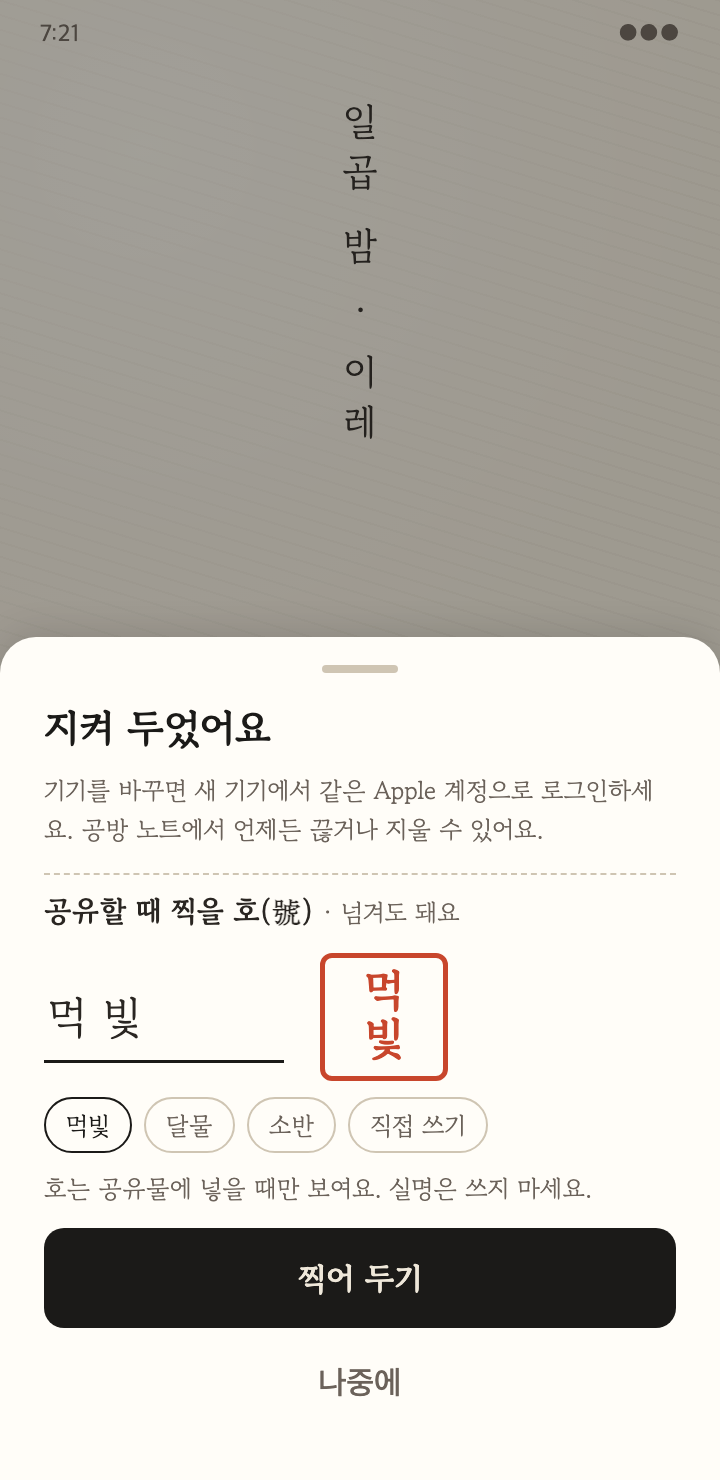 7:21
일곱 밤 · 이레
지켜 두었어요
기기를 바꾸면 새 기기에서 같은 Apple 계정으로 로그인하세
요. 공방 노트에서 언제든 끊거나 지울 수 있어요.
공유할 때 찍을 호(號) · 넘겨도 돼요
먹 빛
먹빛
먹빛
달물
소반
직접 쓰기
호는 공유물에 넣을 때만 보여요. 실명은 쓰지 마세요.
찍어 두기
나중에